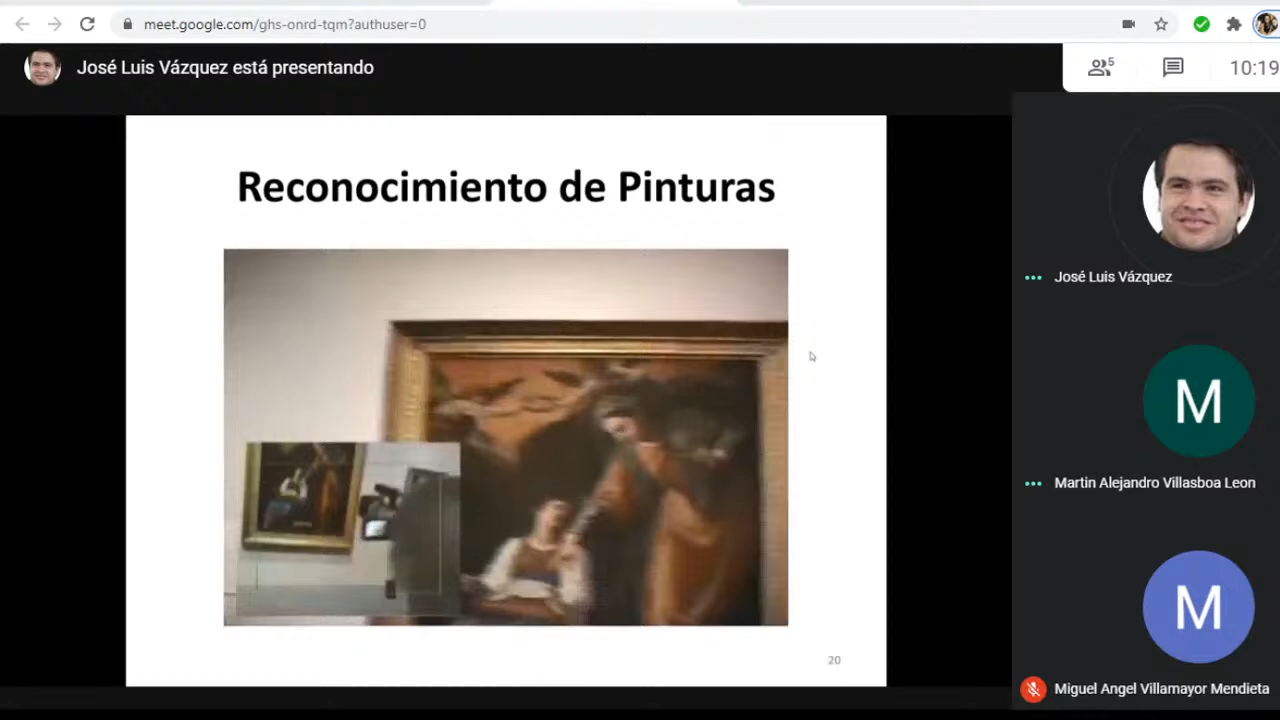 meet.google.com/ghs-onrd-tqm?authuser=0
José Luis Vázquez está presentando
5
10:19
Reconocimiento de Pinturas
20
José Luis Vázquez
M
Martin Alejandro Villasboa Leon
M
Miguel Angel Villamayor Mendieta